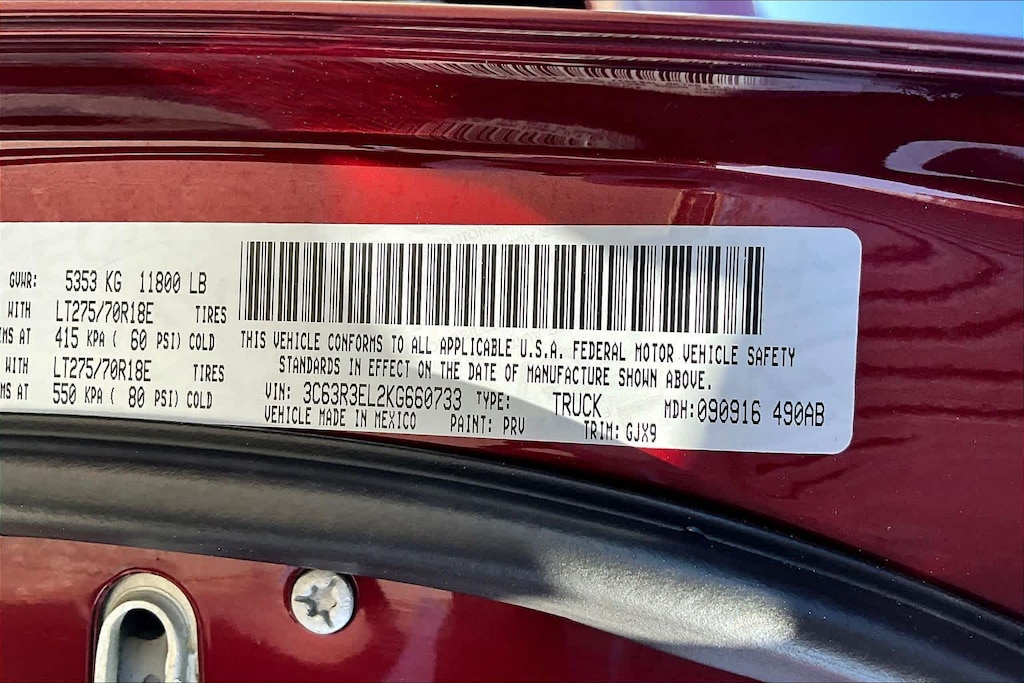 GVWR: 5353 KG 11800 LB
WITH LT275/70R18E TIRES
MS AT 415 KPA ( 60 PSI) COLD
WITH LT275/70R18E TIRES
MS AT 550 KPA ( 80 PSI) COLD
THIS VEHICLE CONFORMS TO ALL APPLICABLE U.S.A. FEDERAL MOTOR VEHICLE SAFETY
STANDARDS IN EFFECT ON THE DATE OF MANUFACTURE SHOWN ABOVE.
VIN: 3C63R3EL2KG660733 TYPE: TRUCK MDH:090916 490AB
VEHICLE MADE IN MEXICO PAINT: PRV TRIM: GJX9